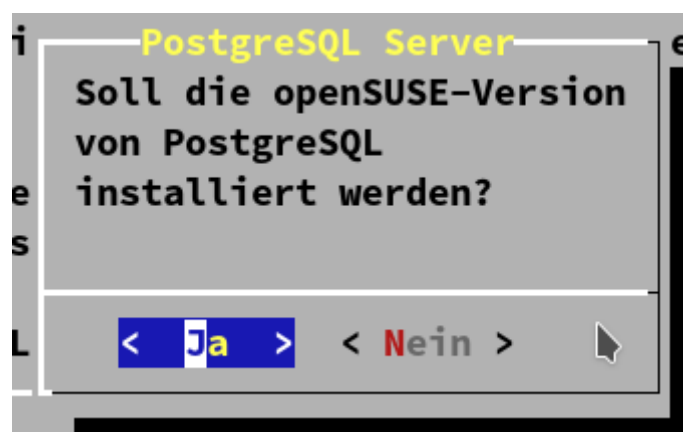 PostgreSQL Server
i
e
Soll die openSUSE-Version
von PostgreSQL
e
installiert werden?
s
L
< Ja > < Nein >